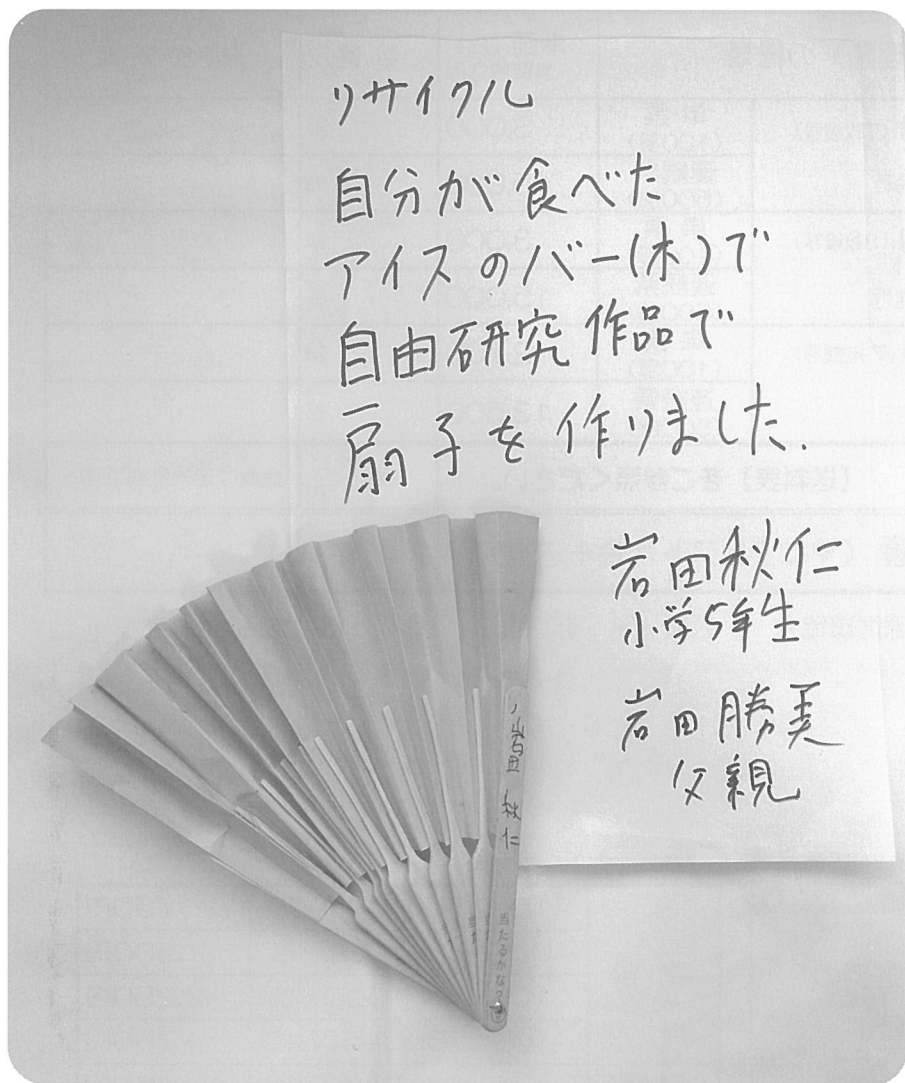 リサイクル
自分が食べた
アイスのバー(木)で
自由研究作品で
扇子を作りました.
岩田秋仁
小学5年生
岩田勝美
父親
岩田 秋仁
当たるかな?